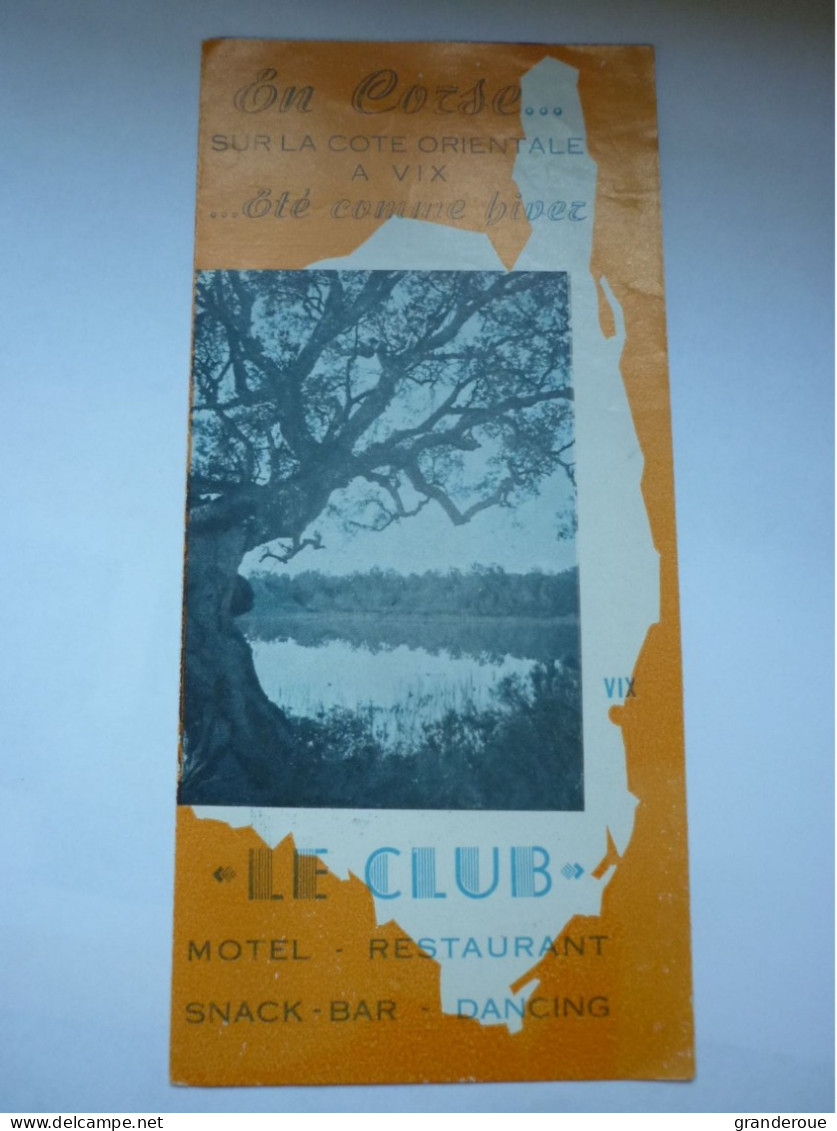 En Corse...
SUR LA COTE ORIENTALE
A VIX
...Eté comme hiver
VIX
« LE CLUB »
MOTEL - RESTAURANT
SNACK-BAR - DANCING
www.delcampe.net
granderoue